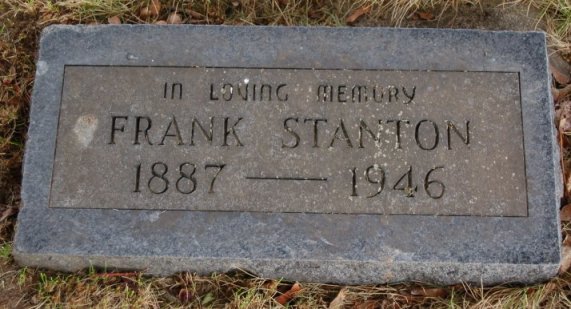 IN LOVING MEMORY
FRANK STANTON
1887 — 1946